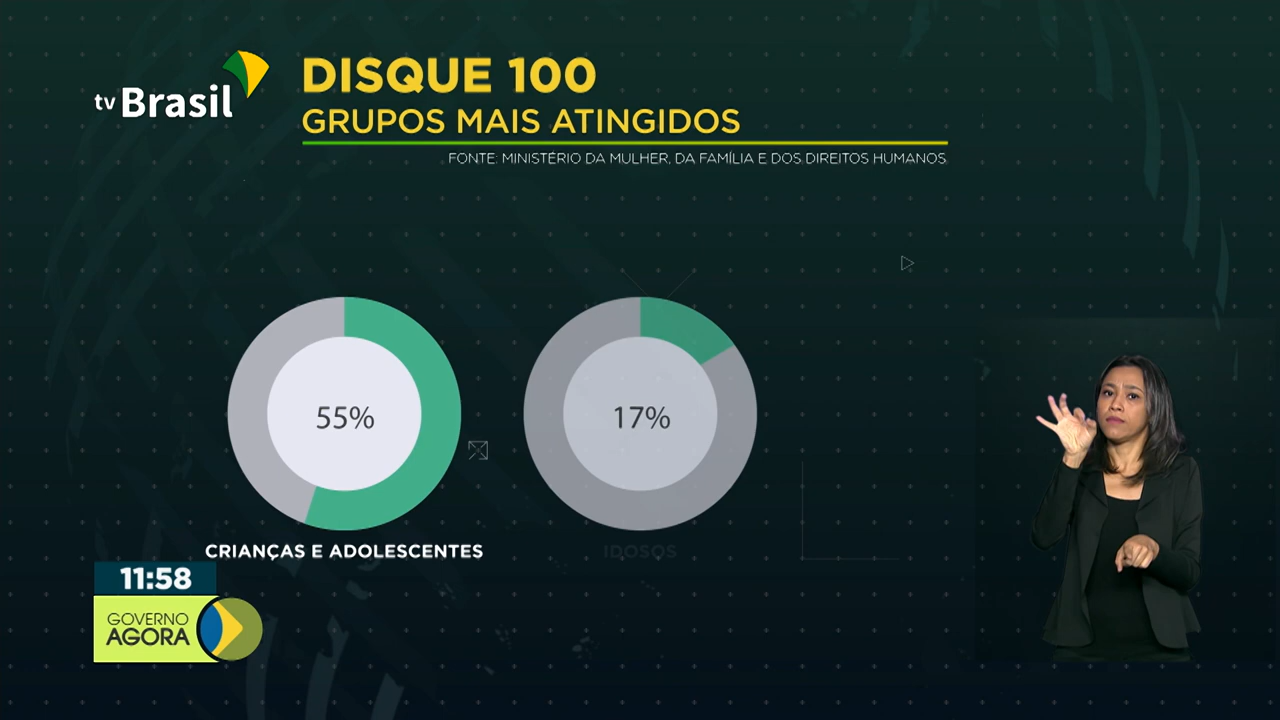 tv Brasil
DISQUE 100
GRUPOS MAIS ATINGIDOS
FONTE: MINISTÉRIO DA MULHER, DA FAMÍLIA E DOS DIREITOS HUMANOS
55%
17%
CRIANÇAS E ADOLESCENTES
IDOSOS
11:58
GOVERNO
AGORA